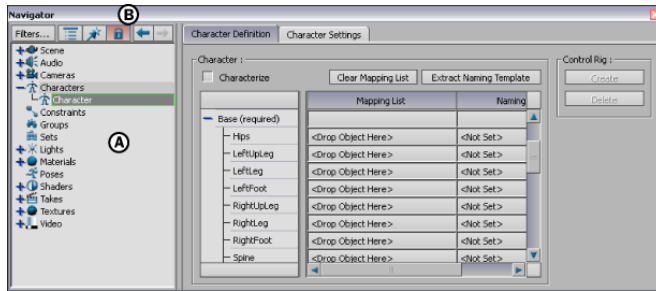 Navigator
B
Filters...
Scene
Audio
Cameras
Characters
Character
Constraints
Groups
Sets
Lights
Materials
Poses
Shaders
Takes
Textures
Video
A
Character Definition
Character Settings
Character :
Characterize
Clear Mapping List
Extract Naming Template
Mapping List
Naming
Base (required)
Hips
<Drop Object Here>
<Not Set>
LeftUpLeg
<Drop Object Here>
<Not Set>
LeftLeg
<Drop Object Here>
<Not Set>
LeftFoot
<Drop Object Here>
<Not Set>
RightUpLeg
<Drop Object Here>
<Not Set>
RightLeg
<Drop Object Here>
<Not Set>
RightFoot
<Drop Object Here>
<Not Set>
Spine
<Drop Object Here>
<Not Set>
Control Rig :
Create
Delete